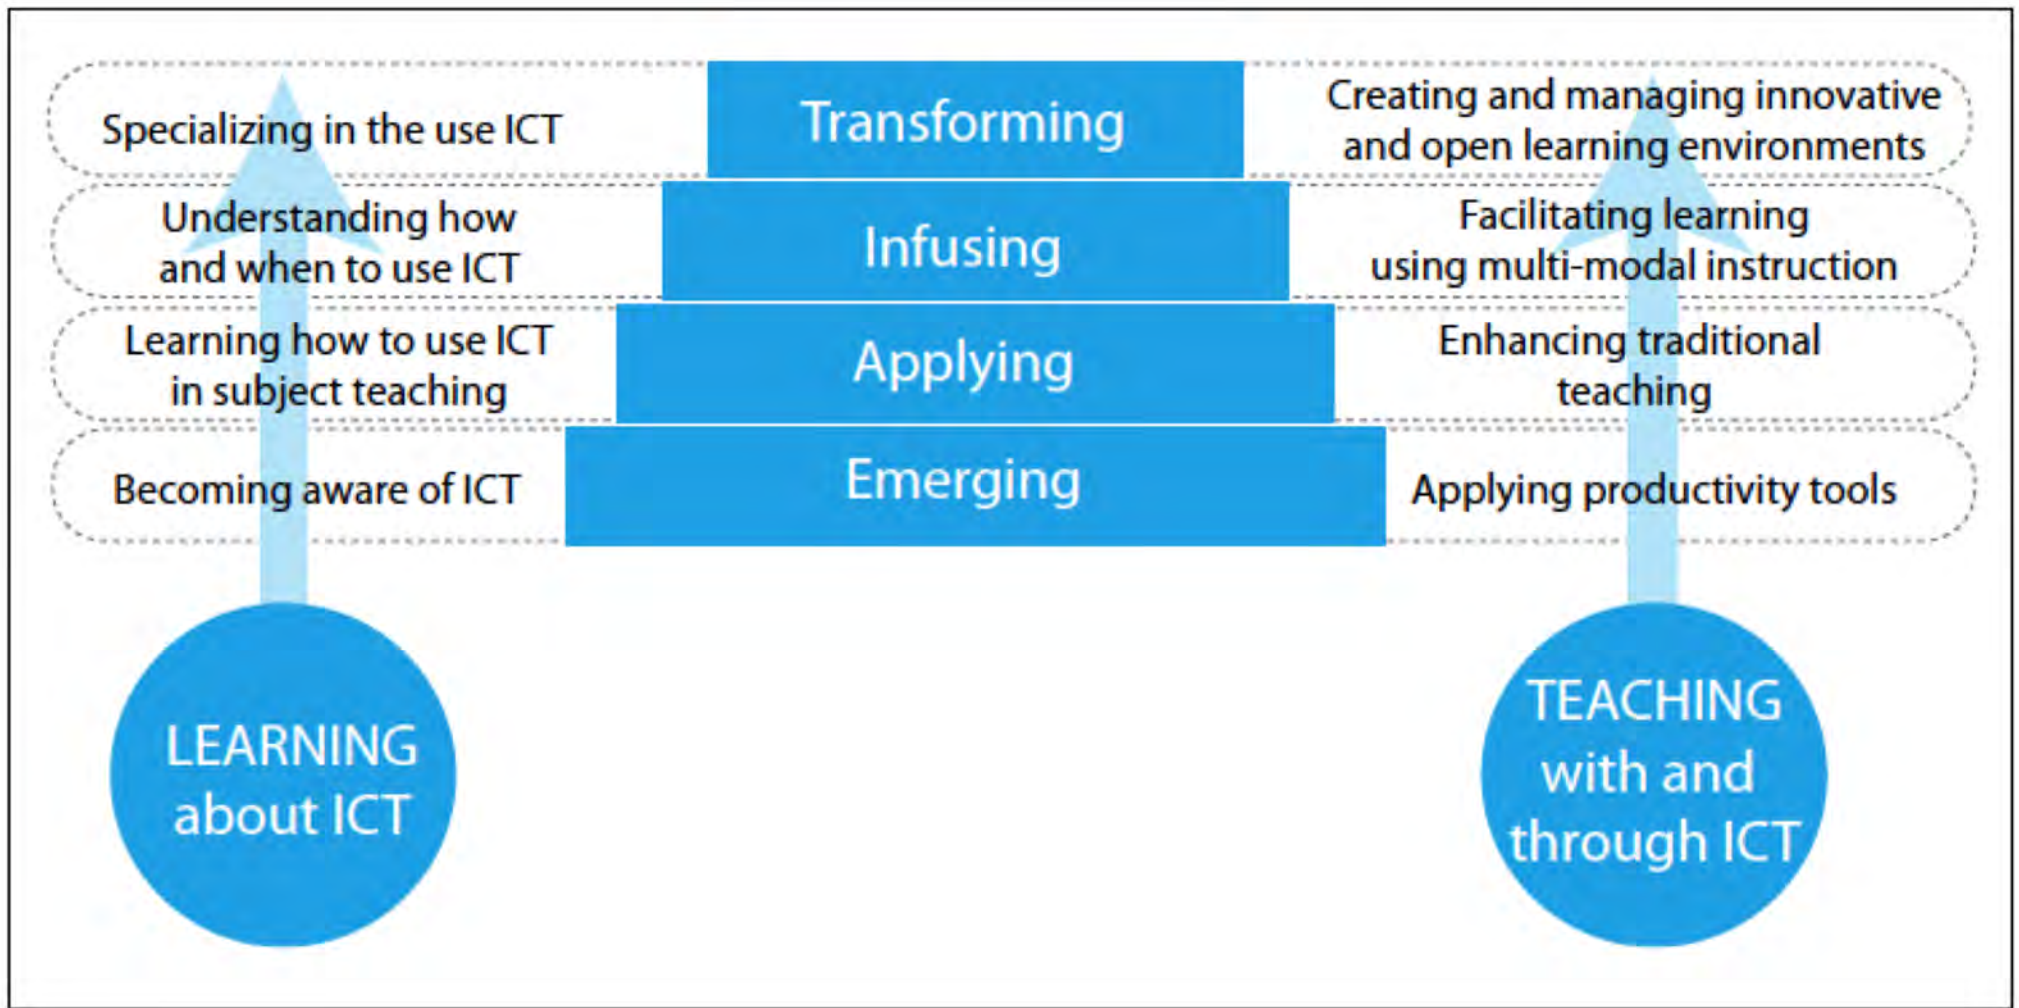 Specializing in the use ICT
Transforming
Creating and managing innovative
and open learning environments
Understanding how
and when to use ICT
Infusing
Facilitating learning
using multi-modal instruction
Learning how to use ICT
in subject teaching
Applying
Enhancing traditional
teaching
Becoming aware of ICT
Emerging
Applying productivity tools
LEARNING
about ICT
TEACHING
with and
through ICT